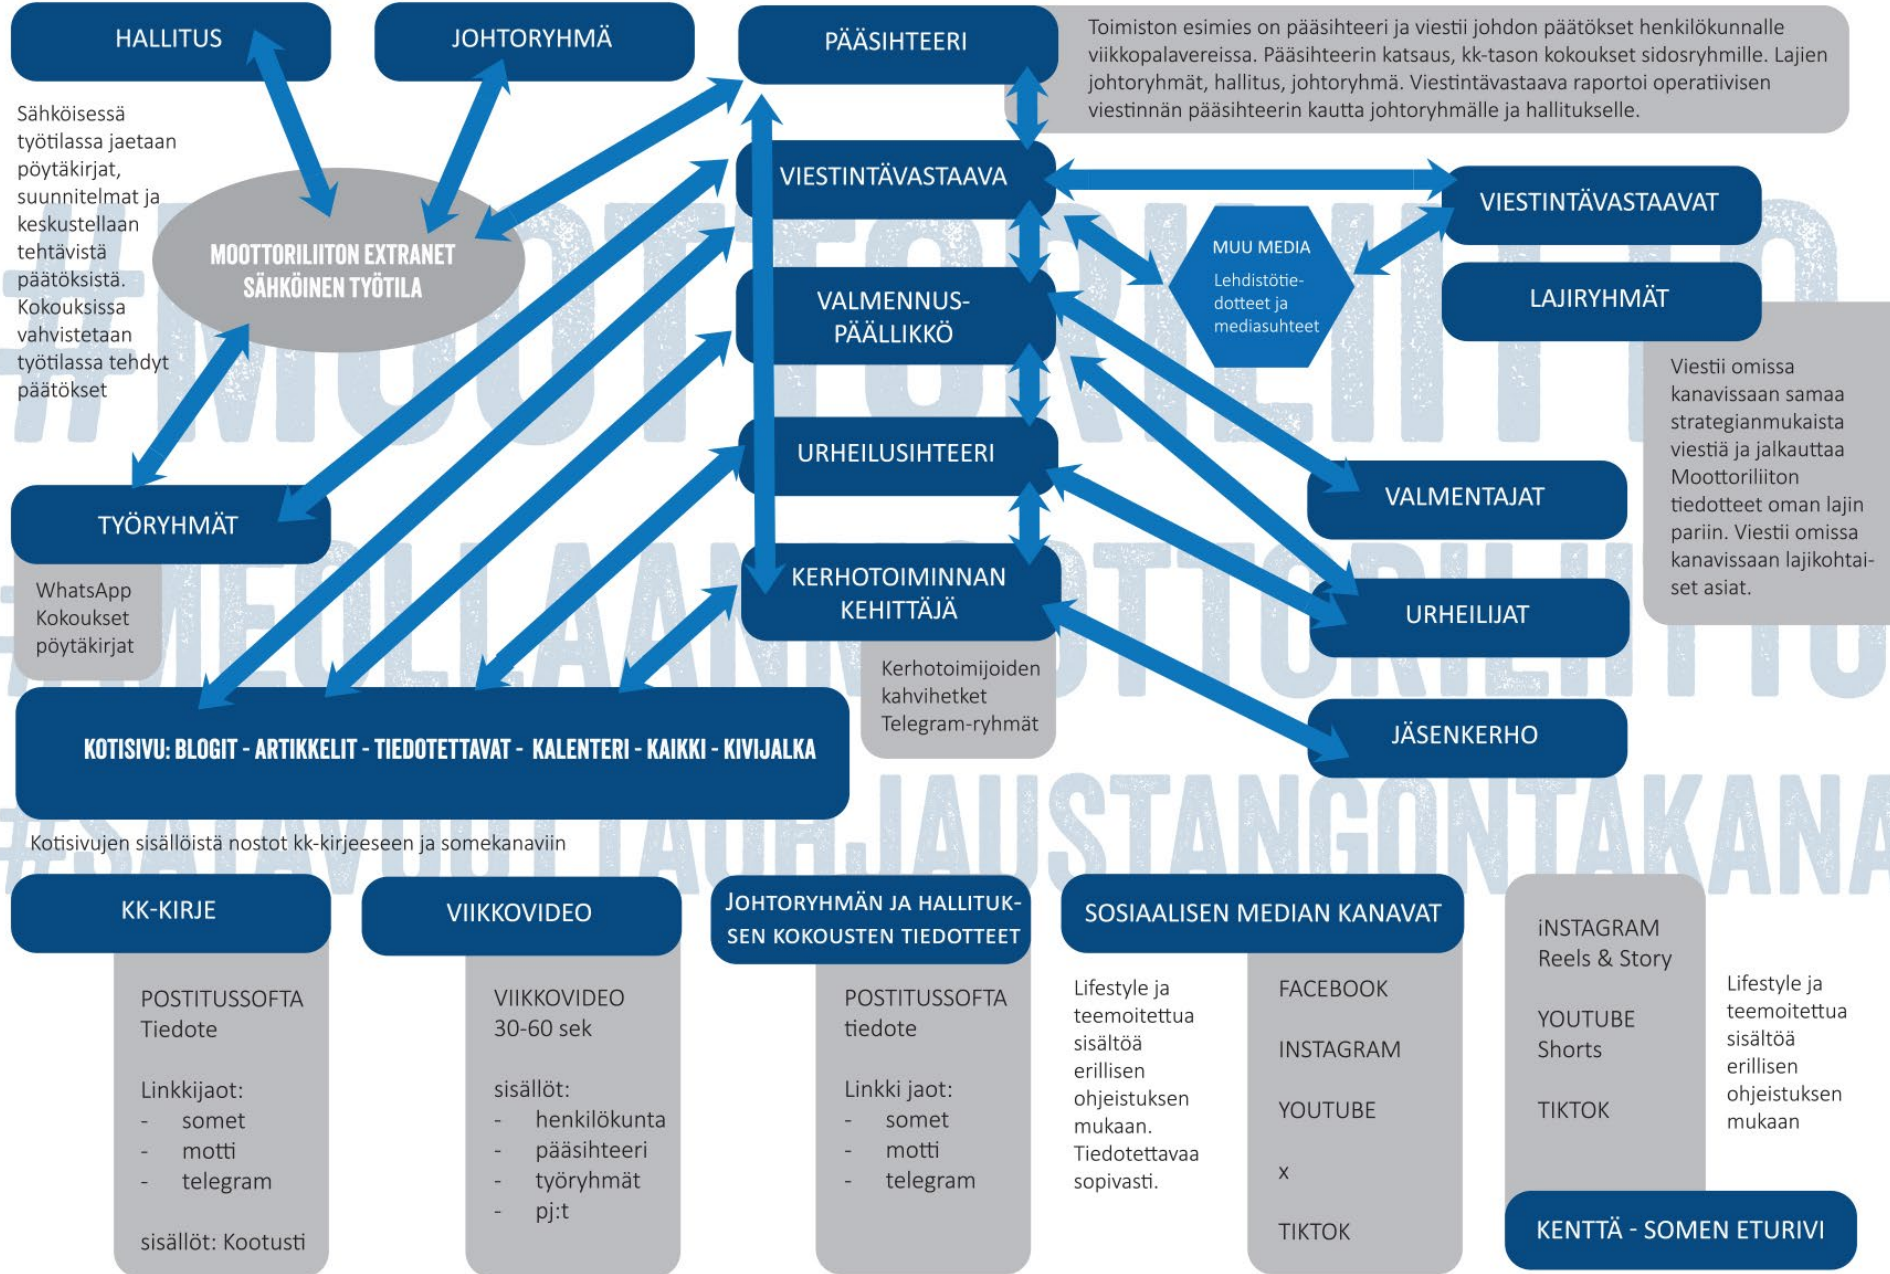 HALLITUS
JOHTORYHMÄ
PÄÄSIHTEERI
Toimiston esimies on pääsihteeri ja viestii johdon päätökset henkilökunnalle
viikkopalavereissa. Pääsihteerin katsaus, kk-tason kokoukset sidosryhmille. Lajien
johtoryhmät, hallitus, johtoryhmä. Viestintävastaava raportoi operatiivisen
viestinnän pääsihteerin kautta johtoryhmälle ja hallitukselle.
Sähköisessä
työtilassa jaetaan
pöytäkirjat,
suunnitelmat ja
keskustellaan
tehtävistä
päätöksistä.
Kokouksissa
vahvistetaan
työtilassa tehdyt
päätökset
MOOTTORILIITON EXTRANET
SÄHKÖINEN TYÖTILA
VIESTINTÄVASTAAVA
VIESTINTÄVASTAAVAT
MUU MEDIA
Lehdistötie-
dotteet ja
mediasuhteet
LAJIRYHMÄT
VALMENNUS-
PÄÄLLIKKÖ
Viestii omissa
kanavissaan samaa
strategianmukaista
viestiä ja jalkauttaa
Moottoriliiton
tiedotteet oman lajin
pariin. Viestii omissa
kanavissaan lajikohtai-
set asiat.
#MOOTTORILIITTO
URHEILUSIHTEERI
VALMENTAJAT
TYÖRYHMÄT
WhatsApp
Kokoukset
pöytäkirjat
KERHOTOIMINNAN
KEHITTÄJÄ
URHEILIJAT
#MEOLLAANMOOTTORILIITTO
Kerhotoimijoiden
kahvihetket
Telegram-ryhmät
JÄSENKERHO
KOTISIVU: BLOGIT - ARTIKKELIT - TIEDOTETTAVAT - KALENTERI - KAIKKI - KIVIJALKA
#SATAVUOTTAOHJAUSTANGONTAKANA
Kotisivujen sisällöistä nostot kk-kirjeeseen ja somekanaviin
KK-KIRJE
POSTITUSSOFTA
Tiedote
Linkkijaot:
- somet
- motti
- telegram
sisällöt: Kootusti
VIIKKOVIDEO
VIIKKOVIDEO
30-60 sek
sisällöt:
- henkilökunta
- pääsihteeri
- työryhmät
- pj:t
JOHTORYHMÄN JA HALLITUK-
SEN KOKOUSTEN TIEDOTTEET
POSTITUSSOFTA
tiedote
Linkki jaot:
- somet
- motti
- telegram
SOSIAALISEN MEDIAN KANAVAT
Lifestyle ja
teemoitettua
sisältöä
erillisen
ohjeistuksen
mukaan.
Tiedotettavaa
sopivasti.
FACEBOOK
INSTAGRAM
YOUTUBE
x
TIKTOK
iNSTAGRAM
Reels & Story
YOUTUBE
Shorts
TIKTOK
Lifestyle ja
teemoitettua
sisältöä
erillisen
ohjeistuksen
mukaan
KENTTÄ - SOMEN ETURIVI